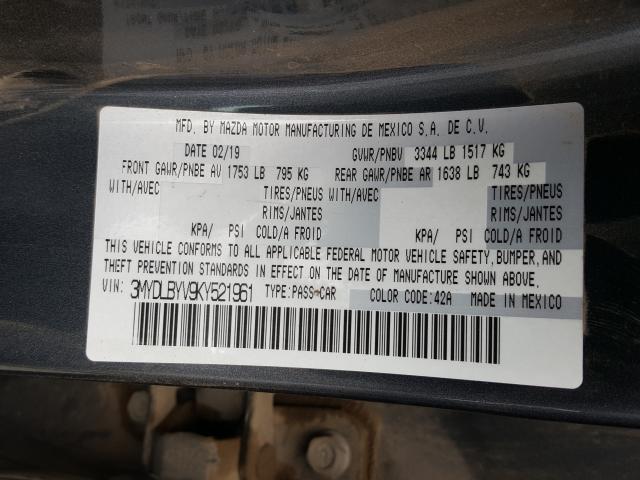 MFD. BY MAZDA MOTOR MANUFACTURING DE MEXICO S.A. DE C.V.
DATE 02/19 GVWR/PNBV 3344 LB 1517 KG
FRONT GAWR/PNBE AV 1753 LB 795 KG REAR GAWR/PNBE AR 1638 LB 743 KG
WITH/AVEC TIRES/PNEUS WITH/AVEC TIRES/PNEUS
RIMS/JANTES RIMS/JANTES
KPA/ PSI COLD/A FROID KPA/ PSI COLD/A FROID
THIS VEHICLE CONFORMS TO ALL APPLICABLE FEDERAL MOTOR VEHICLE SAFETY, BUMPER, AND
THEFT PREVENTION STANDARDS IN EFFECT ON THE DATE OF MANUFACTURE SHOWN ABOVE.
VIN: 3MYDLBYV9KY521961 TYPE:PASS-CAR COLOR CODE:42A MADE IN MEXICO